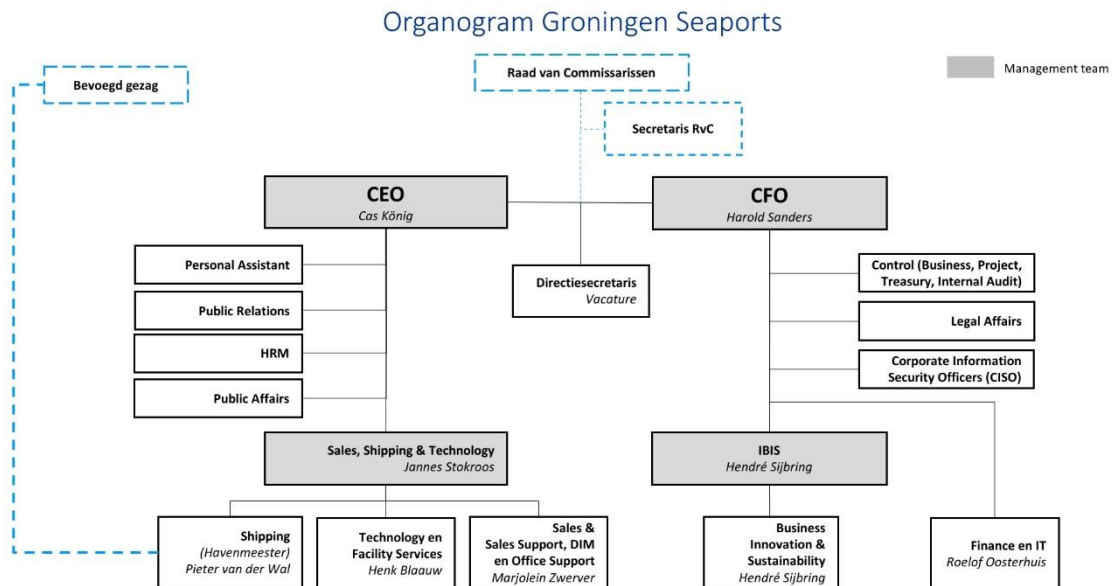 Organogram Groningen Seaports
Bevoegd gezag
Raad van Commissarissen
Management team
Secretaris RvC
CEO
Cas König
CFO
Harold Sanders
Personal Assistant
Public Relations
HRM
Public Affairs
Directiesecretaris
Vacature
Control (Business, Project,
Treasury, Internal Audit)
Legal Affairs
Corporate Information
Security Officers (CISO)
Sales, Shipping & Technology
Jannes Stokroos
IBIS
Hendré Sijbring
Shipping
(Havenmeester)
Pieter van der Wal
Technology en
Facility Services
Henk Blaauw
Sales &
Sales Support, DIM
en Office Support
Marjolein Zwerver
Business
Innovation &
Sustainability
Hendré Sijbring
Finance en IT
Roelof Oosterhuis